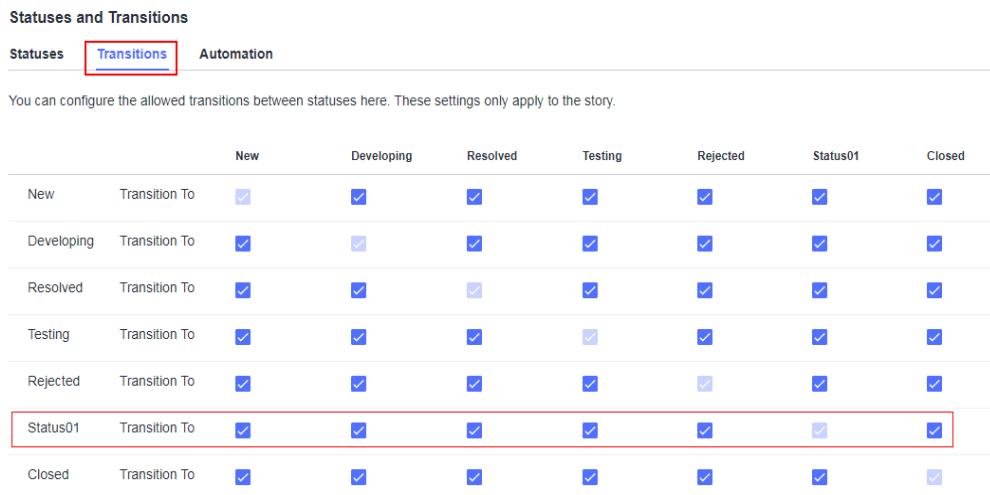 Statuses and Transitions
Statuses Transitions Automation
You can configure the allowed transitions between statuses here. These settings only apply to the story.
New Developing Resolved Testing Rejected Status01 Closed
New Transition To
Developing Transition To
Resolved Transition To
Testing Transition To
Rejected Transition To
Status01 Transition To
Closed Transition To